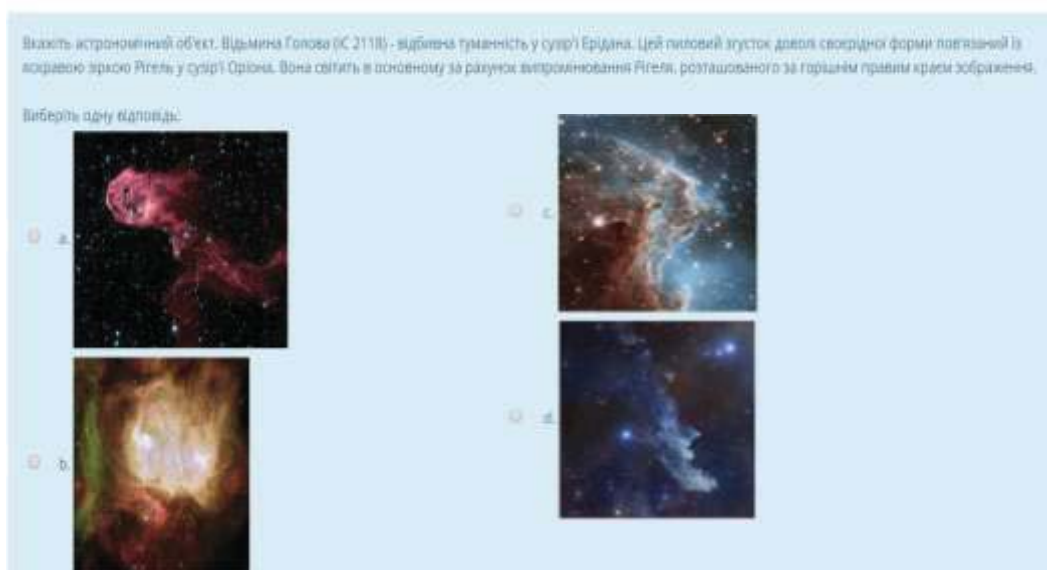 Вкажіть астрономічний об'єкт. Відьмина Голова (IC 2118) - відбивна туманність у сузір'ї Ерідана. Цей пиловий згусток доволі своєрідної форми пов'язаний із
яскравою зіркою Рігель у сузір'ї Оріона. Вона світить в основному за рахунок випромінювання Рігеля, розташованого за горішнім правим краєм зображення.
Виберіть одну відповідь:
a.
c.
b.
d.